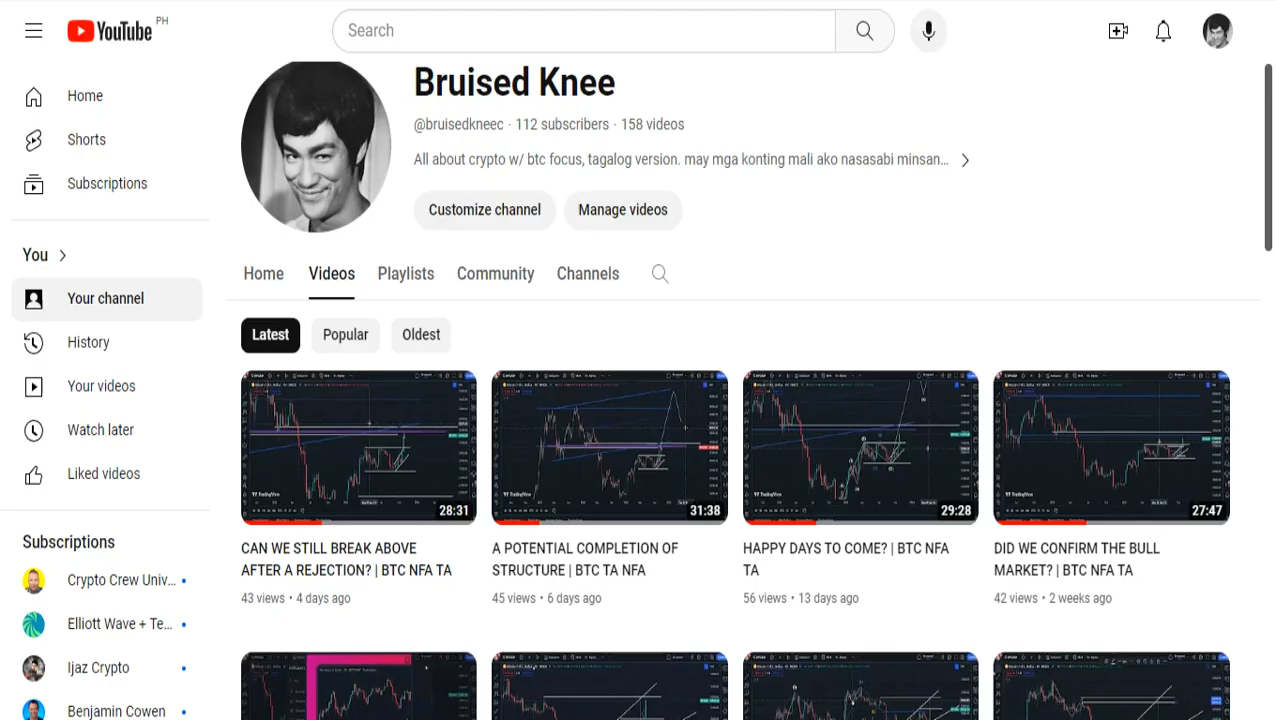 YouTube PH
Search
Home
Shorts
Subscriptions
You
Your channel
History
Your videos
Watch later
Liked videos
Subscriptions
Crypto Crew Univ...
Elliott Wave + Te...
Ijaz Crypto
Benjamin Cowen
Bruised Knee
@bruisedkneec · 112 subscribers · 158 videos
All about crypto w/ btc focus, tagalog version. may mga konting mali ako nasasabi minsan...
Customize channel
Manage videos
Home Videos Playlists Community Channels
Latest Popular Oldest
TradingView
28:31
CAN WE STILL BREAK ABOVE
AFTER A REJECTION? | BTC NFA TA
43 views • 4 days ago
TradingView
31:38
A POTENTIAL COMPLETION OF
STRUCTURE | BTC TA NFA
45 views • 6 days ago
TradingView
29:28
HAPPY DAYS TO COME? | BTC NFA
TA
56 views • 13 days ago
TradingView
27:47
DID WE CONFIRM THE BULL
MARKET? | BTC NFA TA
42 views • 2 weeks ago